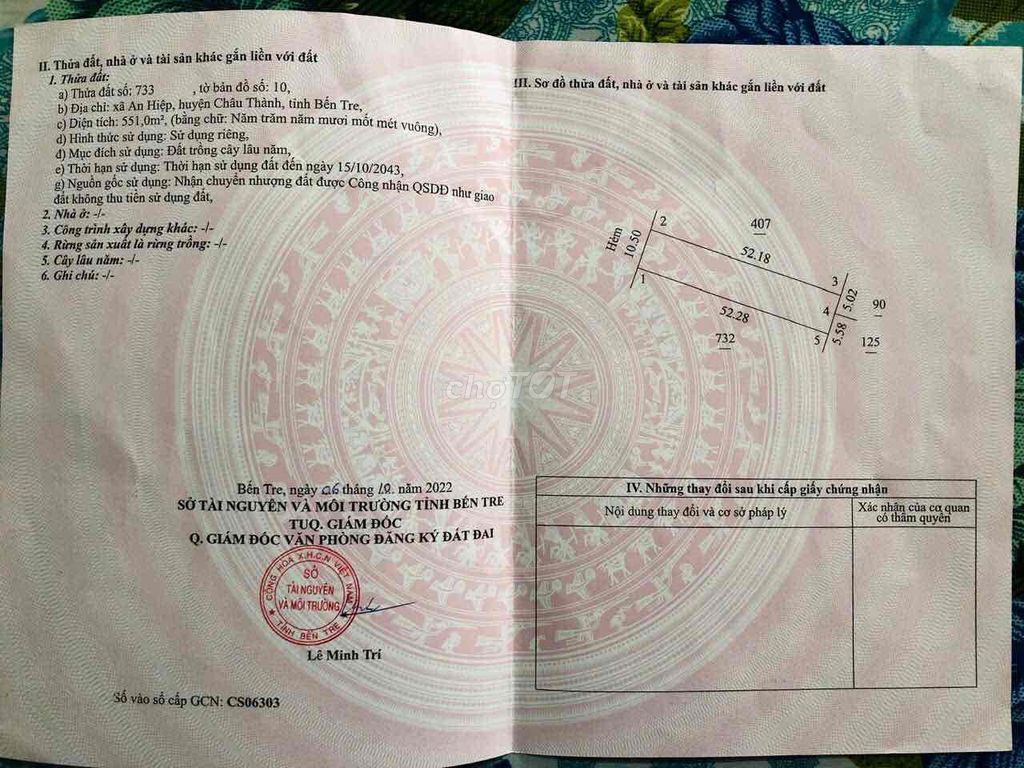 II. Thửa đất, nhà ở và tài sản khác gắn liền với đất
1. Thửa đất:
a) Thửa đất số: 733 , tờ bản đồ số: 10,
b) Địa chỉ: xã An Hiệp, huyện Châu Thành, tỉnh Bến Tre,
c) Diện tích: 551,0m², (bằng chữ: Năm trăm năm mươi mốt mét vuông),
d) Hình thức sử dụng: Sử dụng riêng,
đ) Mục đích sử dụng: Đất trồng cây lâu năm,
e) Thời hạn sử dụng: Thời hạn sử dụng đất đến ngày 15/10/2043,
g) Nguồn gốc sử dụng: Nhận chuyển nhượng đất được Công nhận QSDĐ như giao
đất không thu tiền sử dụng đất,
2. Nhà ở: -/-
3. Công trình xây dựng khác: -/-
4. Rừng sản xuất là rừng trồng: -/-
5. Cây lâu năm: -/-
6. Ghi chú: -/-
Bến Tre, ngày 06 tháng 12 năm 2022
SỞ TÀI NGUYÊN VÀ MÔI TRƯỜNG TỈNH BẾN TRE
TUQ. GIÁM ĐỐC
Q. GIÁM ĐỐC VĂN PHÒNG ĐĂNG KÝ ĐẤT ĐAI
CỘNG HÒA X.H.C.N VIỆT NAM
SỞ
TÀI NGUYÊN
VÀ MÔI TRƯỜNG
TỈNH BẾN TRE
Lê Minh Trí
Số vào sổ cấp GCN: CS06303
III. Sơ đồ thửa đất, nhà ở và tài sản khác gắn liền với đất
Hẻm
10.50
2
407
52.18
1
3
5.02
90
4
52.28
732
5
5.58
125
chợTỐT
IV. Những thay đổi sau khi cấp giấy chứng nhận
Nội dung thay đổi và cơ sở pháp lý
Xác nhận của cơ quan
có thẩm quyền